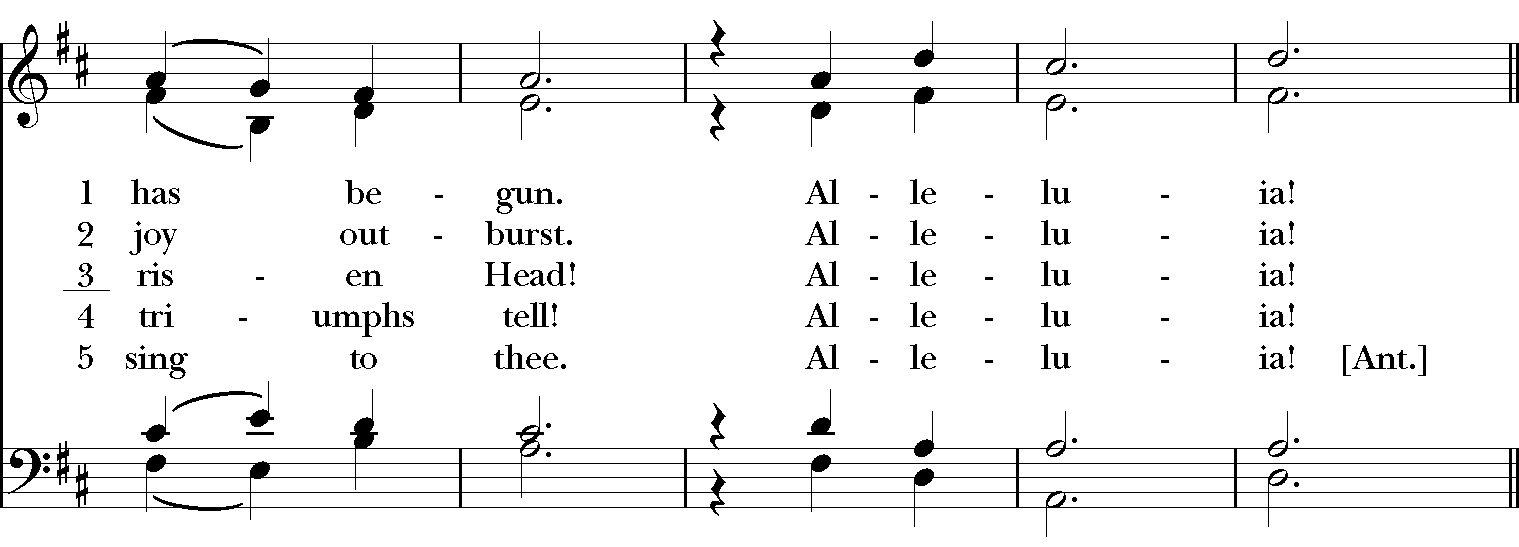 1 has be - gun. Al - le - lu - ia!
2 joy out - burst. Al - le - lu - ia!
3 ris - en Head! Al - le - lu - ia!
4 tri - umphs tell! Al - le - lu - ia!
5 sing to thee. Al - le - lu - ia! [Ant.]